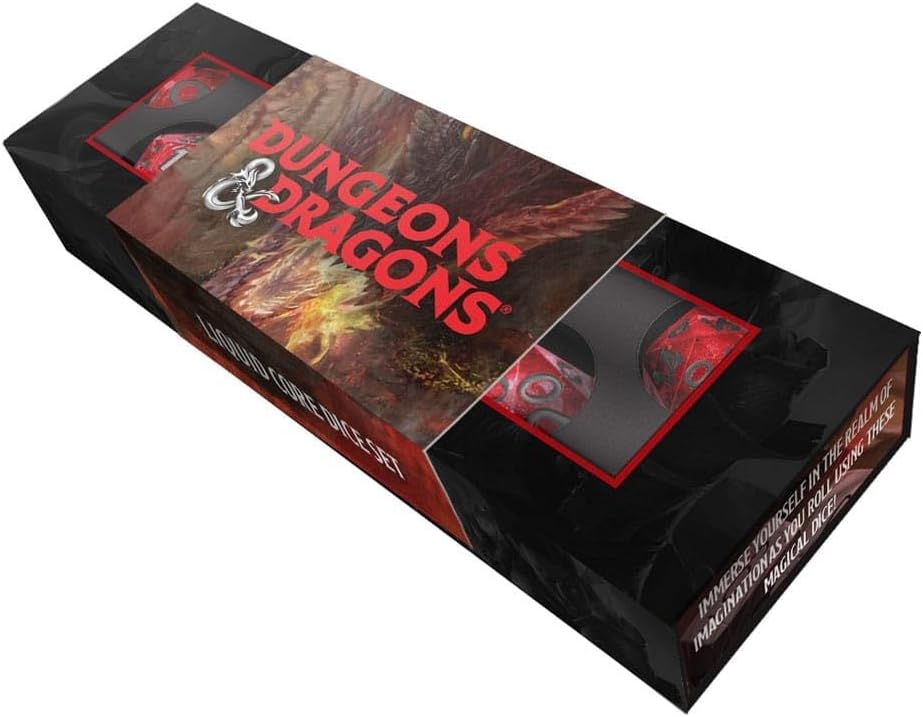 DUNGEONS
& DRAGONS®
LIQUID CORE DICE SET
IMMERSE YOURSELF IN THE REALM OF
IMAGINATION AS YOU ROLL USING THESE
MAGICAL DICE!
1